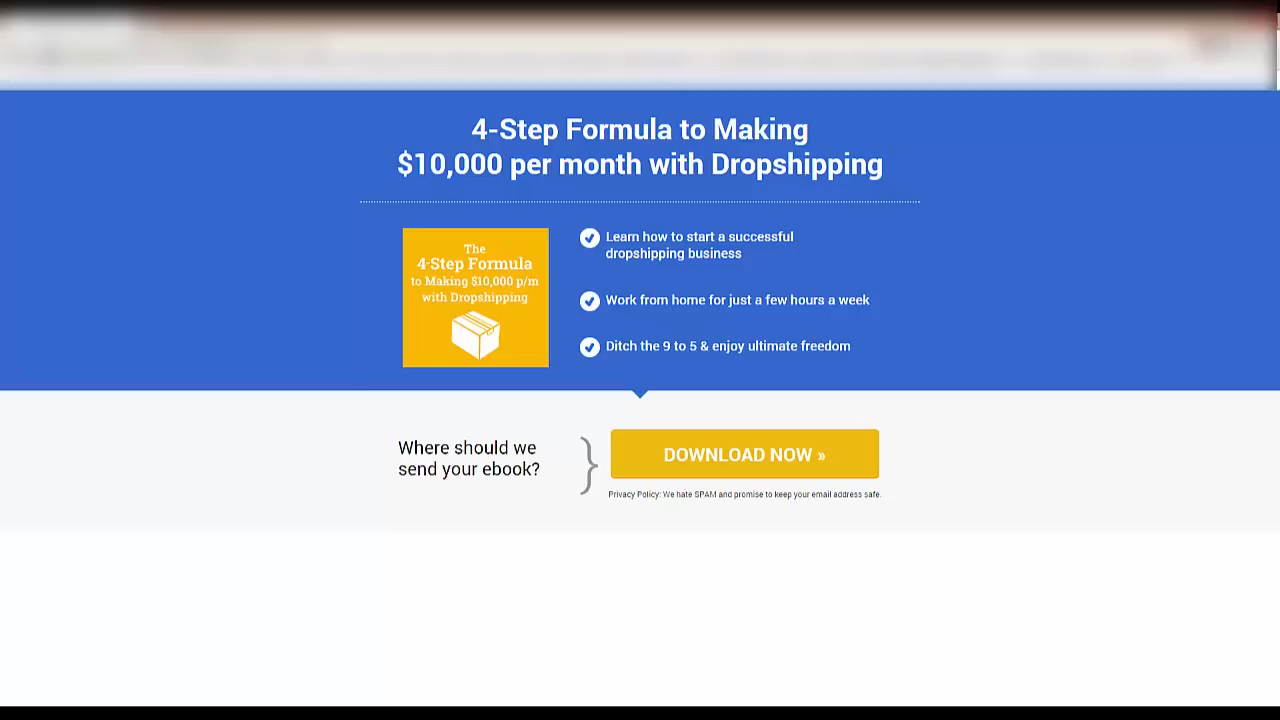 4-Step Formula to Making
$10,000 per month with Dropshipping
The
4-Step Formula
to Making $10,000 p/m
with Dropshipping
Learn how to start a successful
dropshipping business
Work from home for just a few hours a week
Ditch the 9 to 5 & enjoy ultimate freedom
Where should we
send your ebook?
DOWNLOAD NOW »
Privacy Policy: We hate SPAM and promise to keep your email address safe.